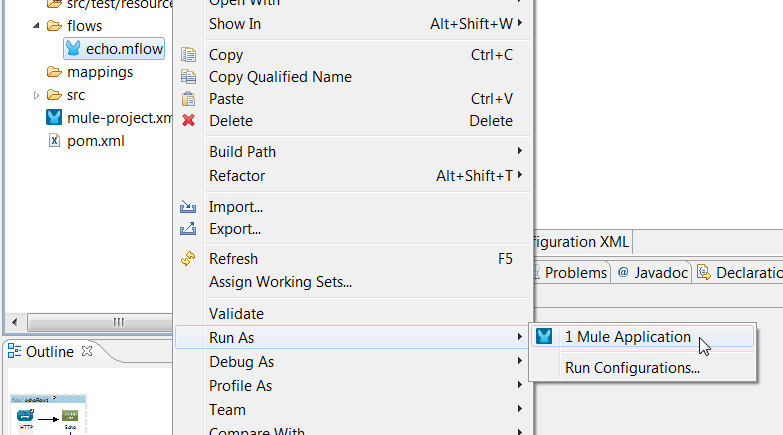 src/test/resource
flows
echo.mflow
mappings
src
mule-project.xm
pom.xml
Open With
Show In Alt+Shift+W
Copy Ctrl+C
Copy Qualified Name
Paste Ctrl+V
Delete Delete
Build Path
Refactor Alt+Shift+T
Import...
Export...
Refresh F5
Assign Working Sets...
Validate
Run As
Debug As
Profile As
Team
Compare With
1 Mule Application
Run Configurations...
figuration XML
Problems @ Javadoc Declaratio
Outline
echoFlow1
HTTP Echo